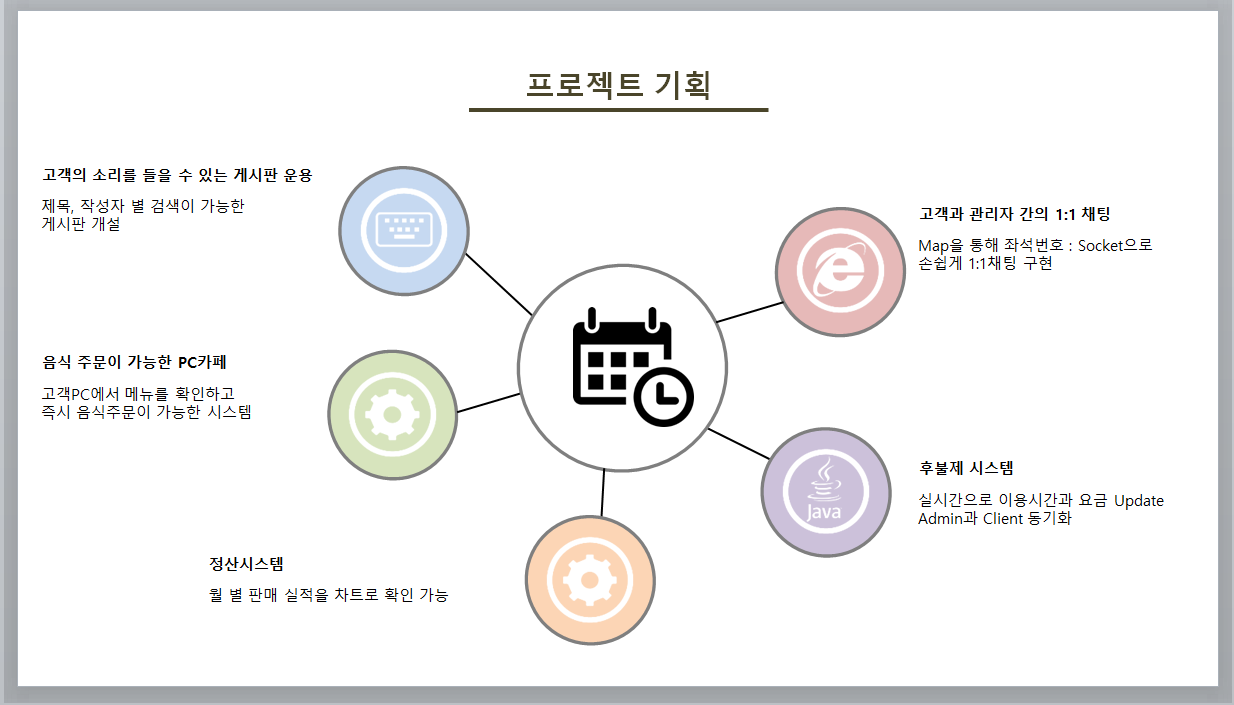 프로젝트 기획
고객의 소리를 들을 수 있는 게시판 운용
제목, 작성자 별 검색이 가능한
게시판 개설
고객과 관리자 간의 1:1 채팅
Map을 통해 좌석번호 : Socket으로
손쉽게 1:1채팅 구현
음식 주문이 가능한 PC카페
고객PC에서 메뉴를 확인하고
즉시 음식주문이 가능한 시스템
후불제 시스템
실시간으로 이용시간과 요금 Update
Admin과 Client 동기화
Java
정산시스템
월 별 판매 실적을 차트로 확인 가능